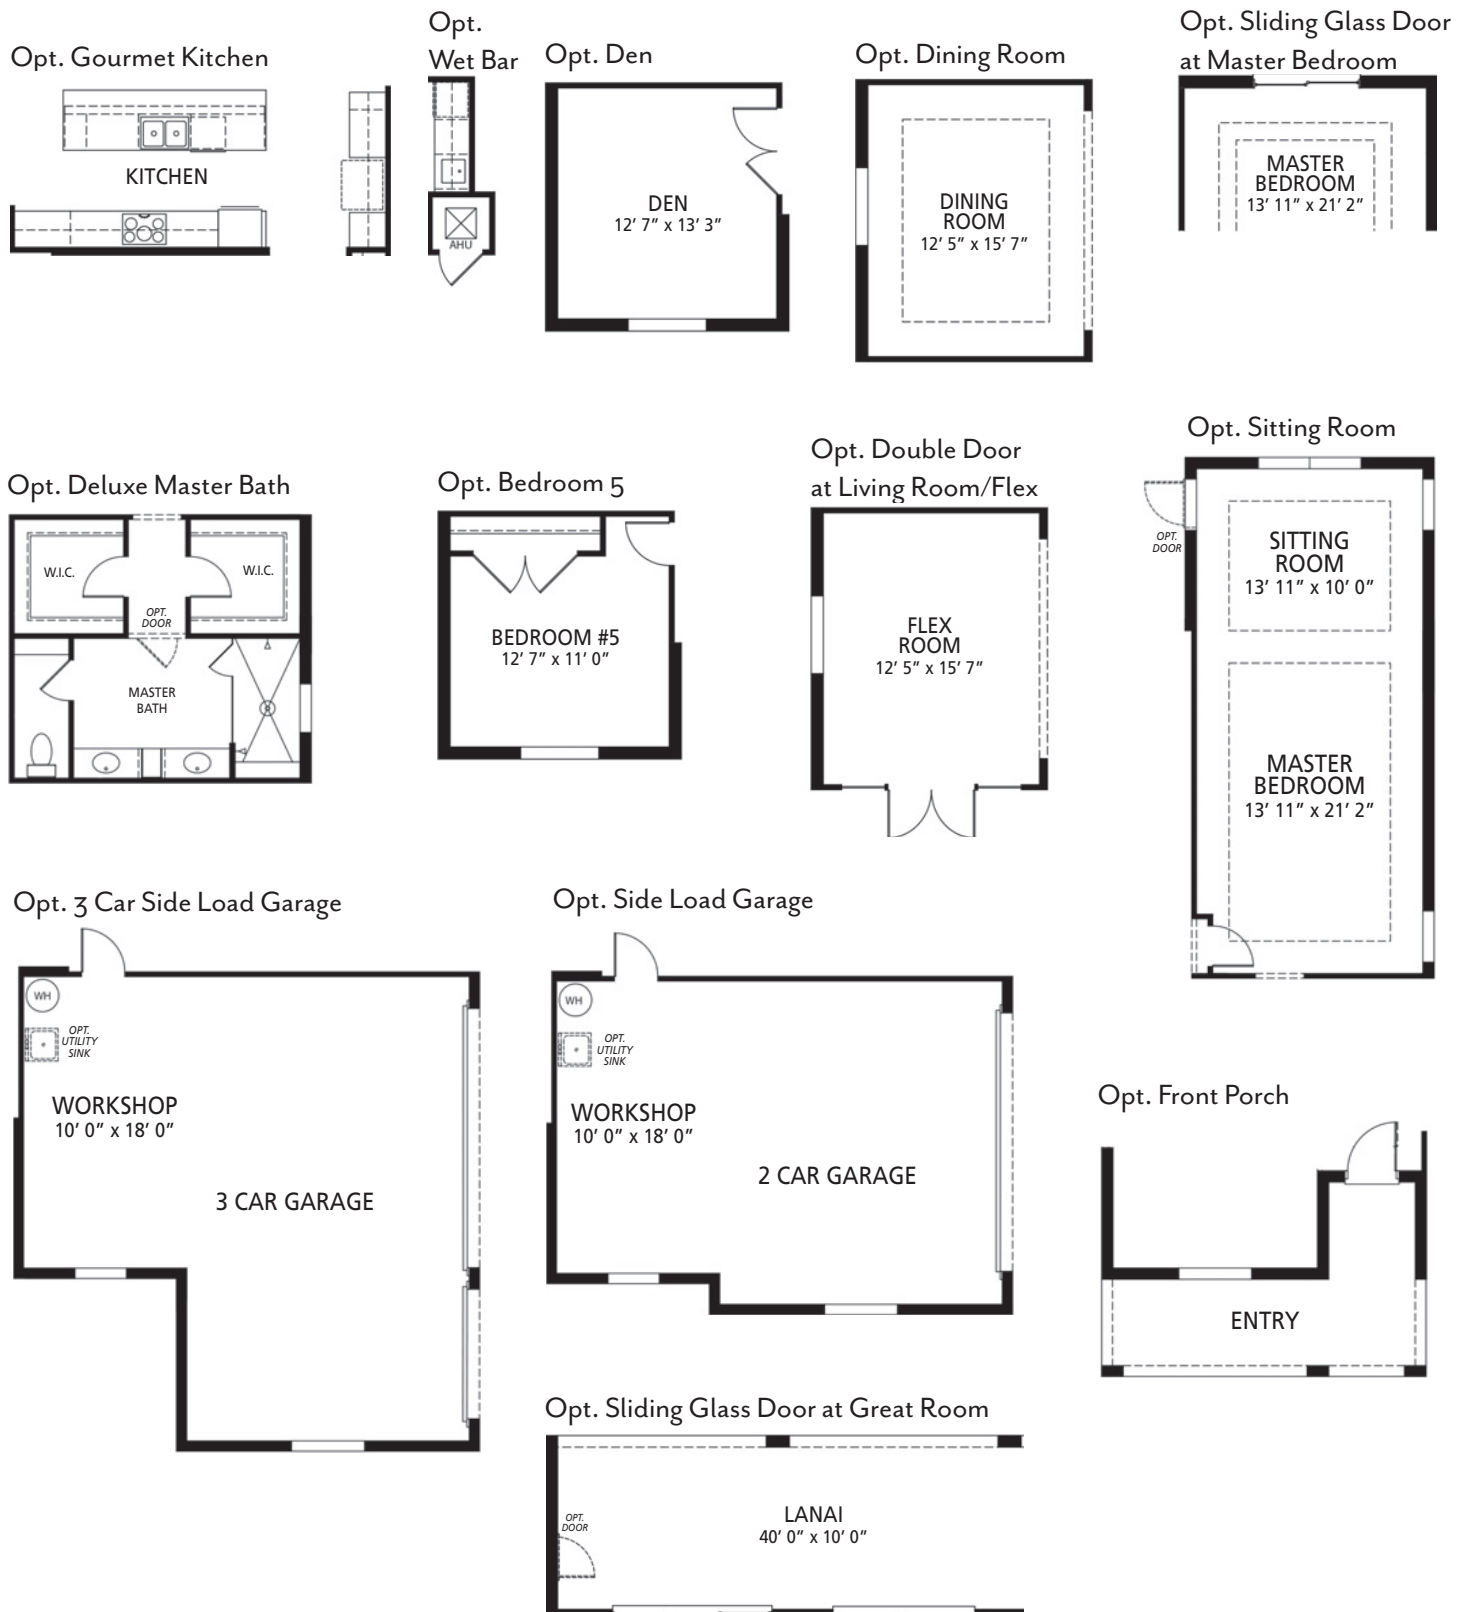 Opt. Gourmet Kitchen
KITCHEN
Opt.
Wet Bar
AHU
Opt. Den
DEN
12' 7" x 13' 3"
Opt. Dining Room
DINING
ROOM
12' 5" x 15' 7"
Opt. Sliding Glass Door
at Master Bedroom
MASTER
BEDROOM
13' 11" x 21' 2"
Opt. Deluxe Master Bath
W.I.C.
W.I.C.
OPT.
DOOR
MASTER
BATH
Opt. Bedroom 5
BEDROOM #5
12' 7" x 11' 0"
Opt. Double Door
at Living Room/Flex
FLEX
ROOM
12' 5" x 15' 7"
Opt. Sitting Room
OPT.
DOOR
SITTING
ROOM
13' 11" x 10' 0"
MASTER
BEDROOM
13' 11" x 21' 2"
Opt. 3 Car Side Load Garage
WH
OPT.
UTILITY
SINK
WORKSHOP
10' 0" x 18' 0"
3 CAR GARAGE
Opt. Side Load Garage
WH
OPT.
UTILITY
SINK
WORKSHOP
10' 0" x 18' 0"
2 CAR GARAGE
Opt. Front Porch
ENTRY
Opt. Sliding Glass Door at Great Room
OPT.
DOOR
LANAI
40' 0" x 10' 0"